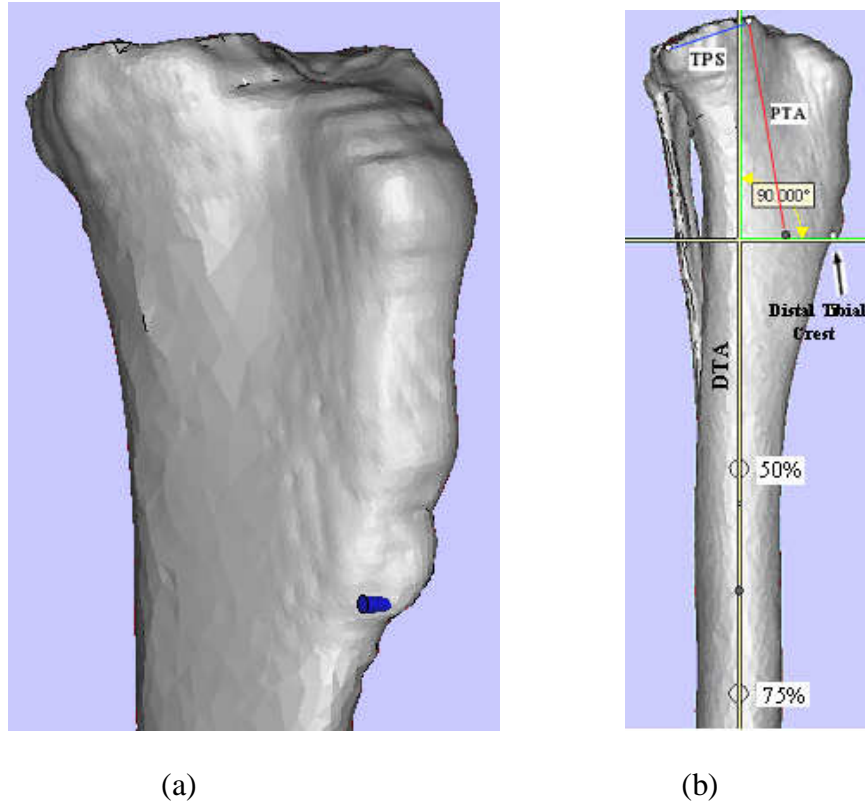 TPS
PTA
90.000°
Distal Tibial
Crest
DTA
50%
75%
(a)
(b)